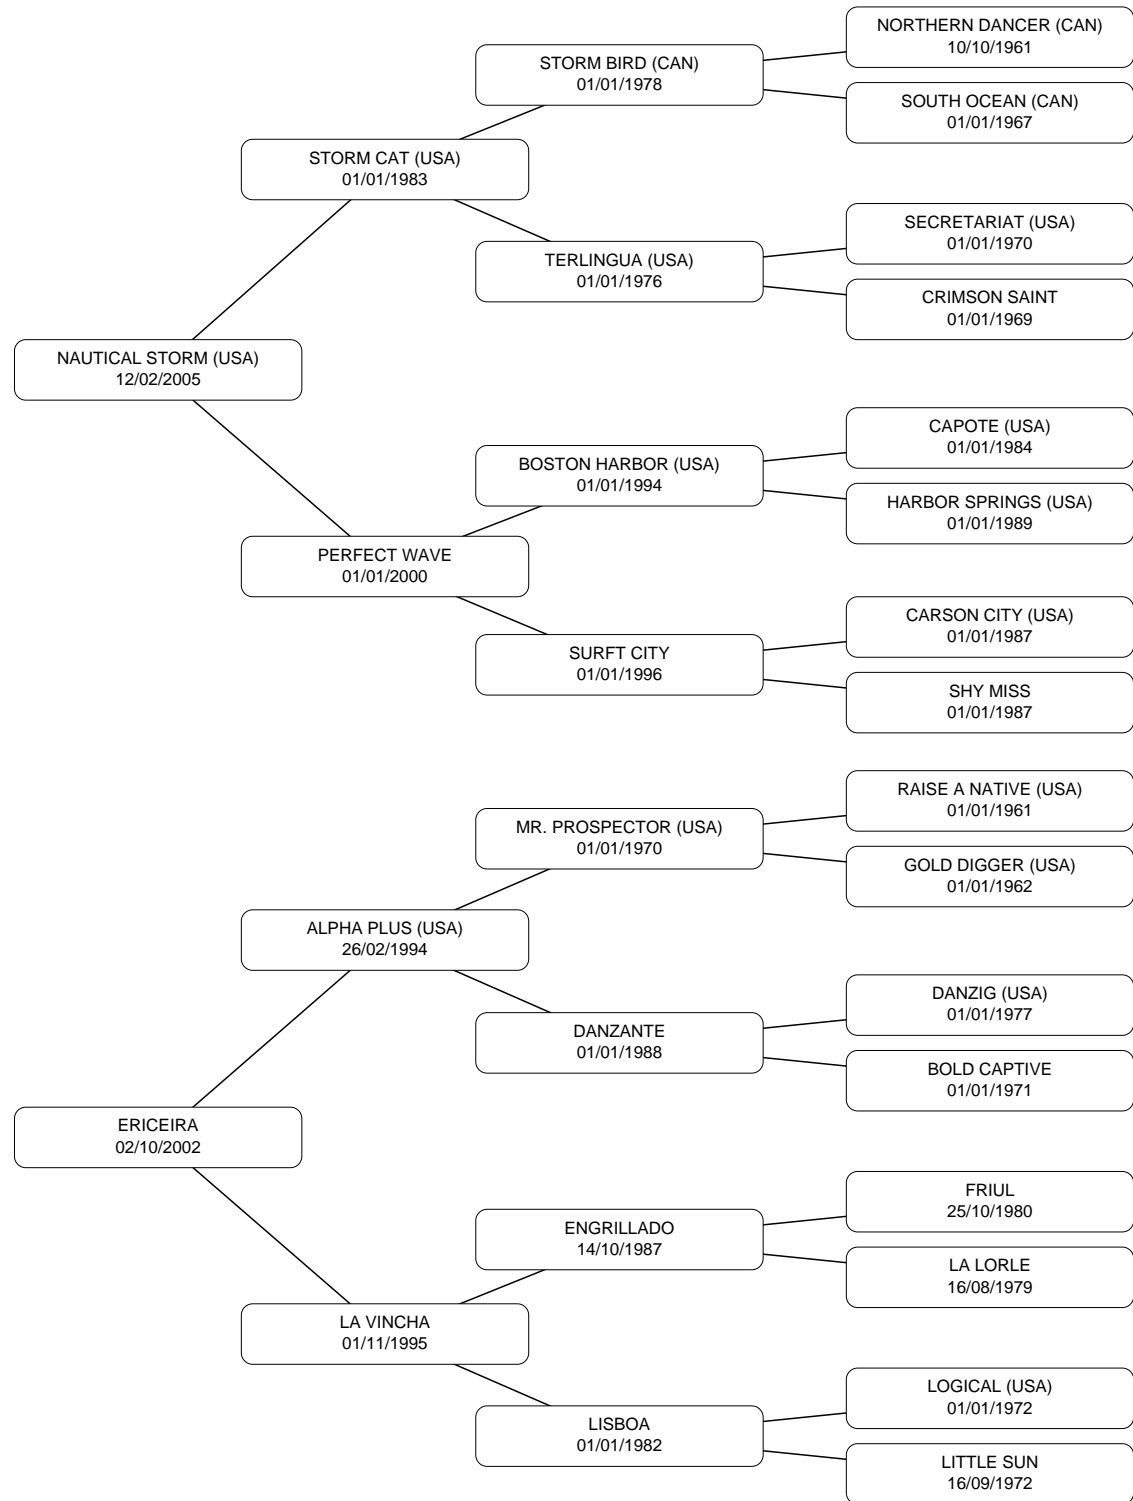 NORTHERN DANCER (CAN)
10/10/1961
STORM BIRD (CAN)
01/01/1978
SOUTH OCEAN (CAN)
01/01/1967
STORM CAT (USA)
01/01/1983
SECRETARIAT (USA)
01/01/1970
TERLINGUA (USA)
01/01/1976
CRIMSON SAINT
01/01/1969
NAUTICAL STORM (USA)
12/02/2005
CAPOTE (USA)
01/01/1984
BOSTON HARBOR (USA)
01/01/1994
HARBOR SPRINGS (USA)
01/01/1989
PERFECT WAVE
01/01/2000
CARSON CITY (USA)
01/01/1987
SURFT CITY
01/01/1996
SHY MISS
01/01/1987
RAISE A NATIVE (USA)
01/01/1961
MR. PROSPECTOR (USA)
01/01/1970
GOLD DIGGER (USA)
01/01/1962
ALPHA PLUS (USA)
26/02/1994
DANZIG (USA)
01/01/1977
DANZANTE
01/01/1988
BOLD CAPTIVE
01/01/1971
ERICEIRA
02/10/2002
FRIUL
25/10/1980
ENGRILLADO
14/10/1987
LA LORLE
16/08/1979
LA VINCHA
01/11/1995
LOGICAL (USA)
01/01/1972
LISBOA
01/01/1982
LITTLE SUN
16/09/1972